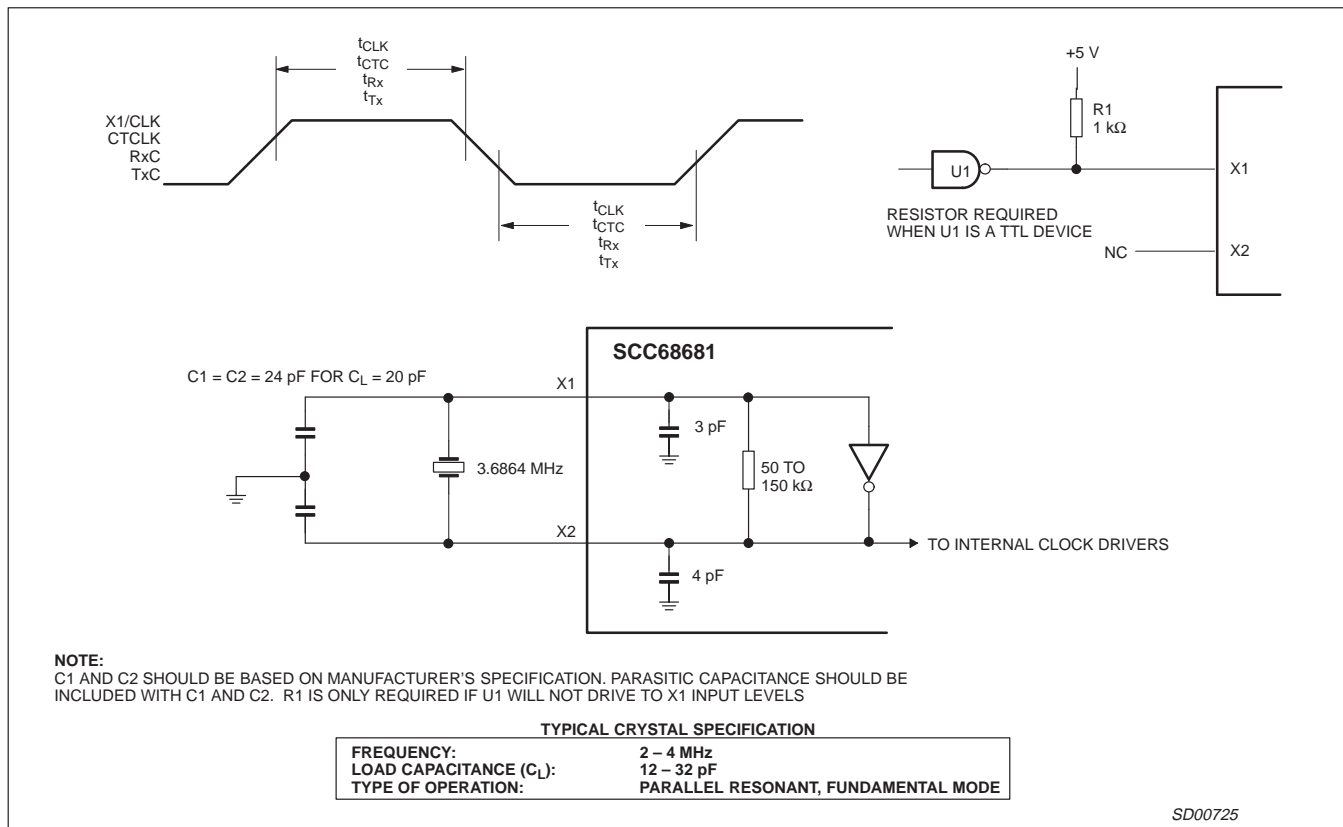 tCLK
tCTC
tRx
tTx
X1/CLK
CTCLK
RxC
TxC
tCLK
tCTC
tRx
tTx
+5 V
R1
1 kΩ
U1
X1
RESISTOR REQUIRED
WHEN U1 IS A TTL DEVICE
NC
X2
SCC68681
C1 = C2 = 24 pF FOR CL = 20 pF
X1
3 pF
3.6864 MHz
50 TO
150 kΩ
X2
TO INTERNAL CLOCK DRIVERS
4 pF
NOTE:
C1 AND C2 SHOULD BE BASED ON MANUFACTURER'S SPECIFICATION. PARASITIC CAPACITANCE SHOULD BE
INCLUDED WITH C1 AND C2. R1 IS ONLY REQUIRED IF U1 WILL NOT DRIVE TO X1 INPUT LEVELS
TYPICAL CRYSTAL SPECIFICATION
FREQUENCY: 2 – 4 MHz
LOAD CAPACITANCE (CL): 12 – 32 pF
TYPE OF OPERATION: PARALLEL RESONANT, FUNDAMENTAL MODE
SD00725